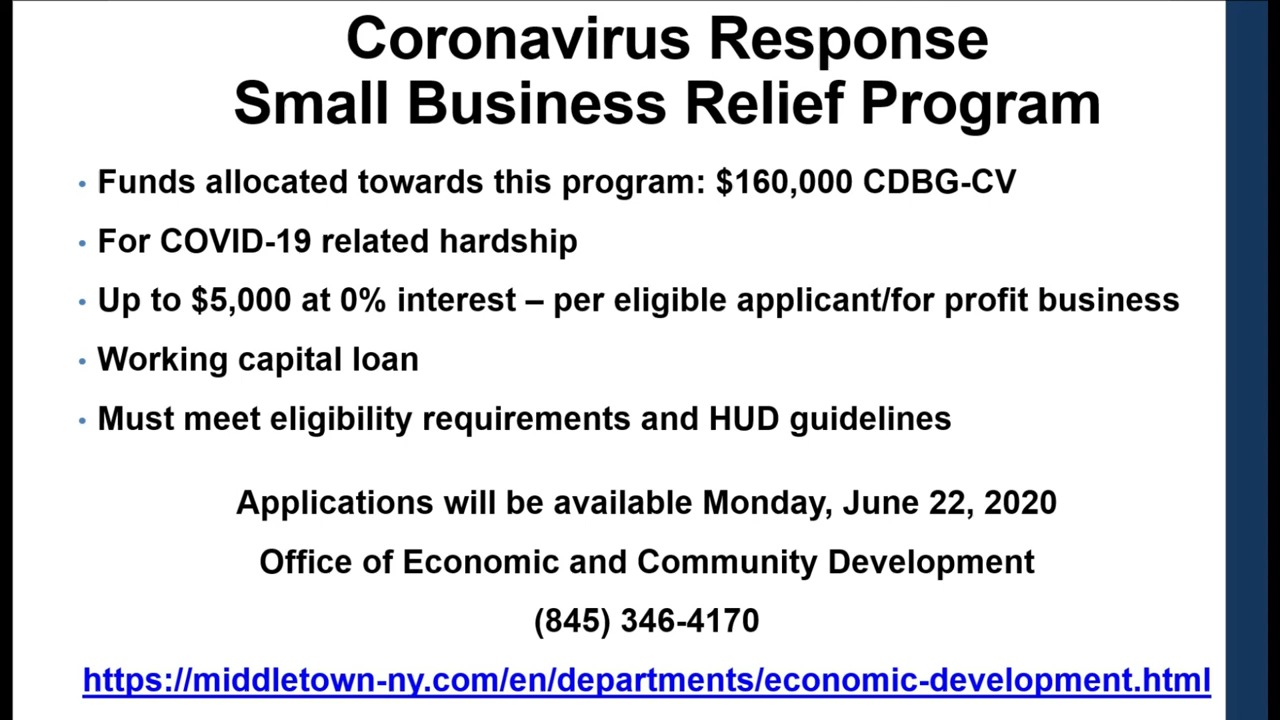 Coronavirus Response
Small Business Relief Program
• Funds allocated towards this program: $160,000 CDBG-CV
• For COVID-19 related hardship
• Up to $5,000 at 0% interest – per eligible applicant/for profit business
• Working capital loan
• Must meet eligibility requirements and HUD guidelines
Applications will be available Monday, June 22, 2020
Office of Economic and Community Development
(845) 346-4170
https://middletown-ny.com/en/departments/economic-development.html